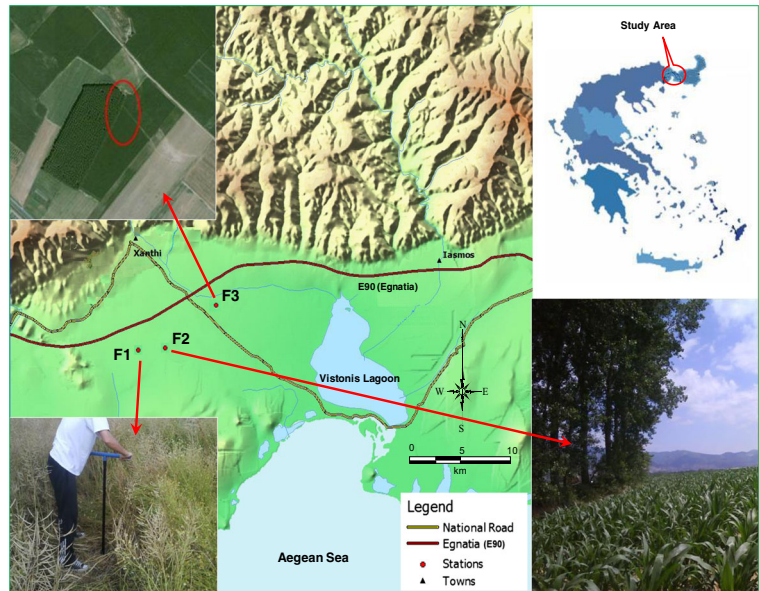 Study Area
Xanthi
Iasmos
E90 (Egnatia)
F3
F1
F2
Vistonis Lagoon
N
W
E
S
0
5
10
km
Aegean Sea
Legend
National Road
Egnatia (E90)
Stations
Towns